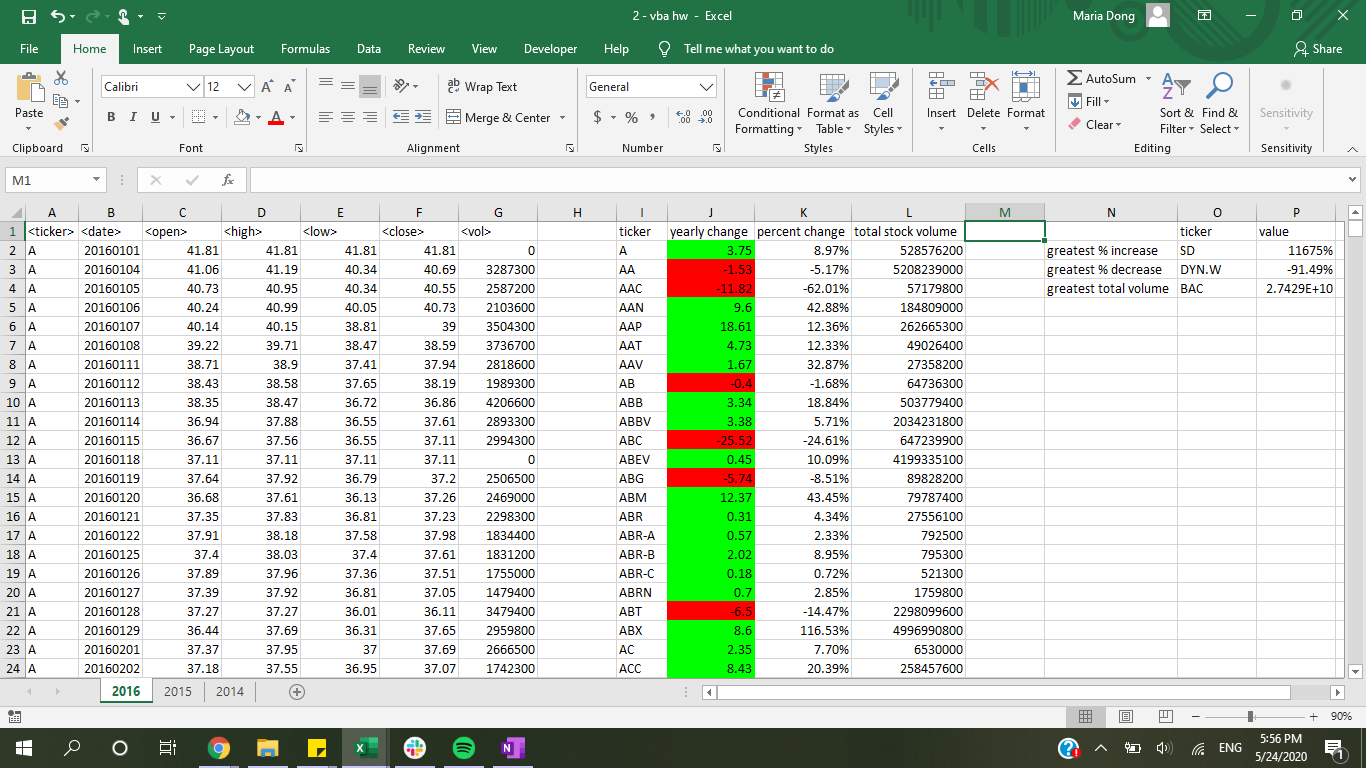 2 - vba hw - Excel
Maria Dong
File Home Insert Page Layout Formulas Data Review View Developer Help Tell me what you want to do Share
Paste
Clipboard
Calibri 12 A A
B I U A
Font
ab Wrap Text
Merge & Center
Alignment
General
$ % , .00
Number
Conditional Formatting
Format as Table
Cell Styles
Styles
Insert Delete Format
Cells
AutoSum
Fill
Clear
Sort & Filter
Find & Select
Editing
Sensitivity
Sensitivity
M1 fx
A B C D E F G H I J K L M N O P
1 <ticker> <date> <open> <high> <low> <close> <vol> ticker yearly change percent change total stock volume ticker value
2 A 20160101 41.81 41.81 41.81 41.81 0 A 3.75 8.97% 528576200 greatest % increase SD 11675%
3 A 20160104 41.06 41.19 40.34 40.69 3287300 AA -1.53 -5.17% 5208239000 greatest % decrease DYN.W -91.49%
4 A 20160105 40.73 40.95 40.34 40.55 2587200 AAC -11.82 -62.01% 57179800 greatest total volume BAC 2.7429E+10
5 A 20160106 40.24 40.99 40.05 40.73 2103600 AAN 9.6 42.88% 184809000
6 A 20160107 40.14 40.15 38.81 39 3504300 AAP 18.61 12.36% 262665300
7 A 20160108 39.22 39.71 38.47 38.59 3736700 AAT 4.73 12.33% 49026400
8 A 20160111 38.71 38.9 37.41 37.94 2818600 AAV 1.67 32.87% 27358200
9 A 20160112 38.43 38.58 37.65 38.19 1989300 AB -0.4 -1.68% 64736300
10 A 20160113 38.35 38.47 36.72 36.86 4206600 ABB 3.34 18.84% 503779400
11 A 20160114 36.94 37.88 36.55 37.61 2893300 ABBV 3.38 5.71% 2034231800
12 A 20160115 36.67 37.56 36.55 37.11 2994300 ABC -25.52 -24.61% 647239900
13 A 20160118 37.11 37.11 37.11 37.11 0 ABEV 0.45 10.09% 4199335100
14 A 20160119 37.64 37.92 36.79 37.2 2506500 ABG -5.74 -8.51% 89828200
15 A 20160120 36.68 37.61 36.13 37.26 2469000 ABM 12.37 43.45% 79787400
16 A 20160121 37.35 37.83 36.81 37.23 2298300 ABR 0.31 4.34% 27556100
17 A 20160122 37.91 38.18 37.58 37.98 1834400 ABR-A 0.57 2.33% 792500
18 A 20160125 37.4 38.03 37.4 37.61 1831200 ABR-B 2.02 8.95% 795300
19 A 20160126 37.89 37.96 37.36 37.51 1755000 ABR-C 0.18 0.72% 521300
20 A 20160127 37.39 37.92 36.81 37.05 1479400 ABRN 0.7 2.85% 1759800
21 A 20160128 37.27 37.27 36.01 36.11 3479400 ABT -6.5 -14.47% 2298099600
22 A 20160129 36.44 37.69 36.31 37.65 2959800 ABX 8.6 116.53% 4996990800
23 A 20160201 37.37 37.95 37 37.69 2666500 AC 2.35 7.70% 6530000
24 A 20160202 37.18 37.55 36.95 37.07 1742300 ACC 8.43 20.39% 258457600
2016 2015 2014
90%
ENG
5:56 PM
5/24/2020
1